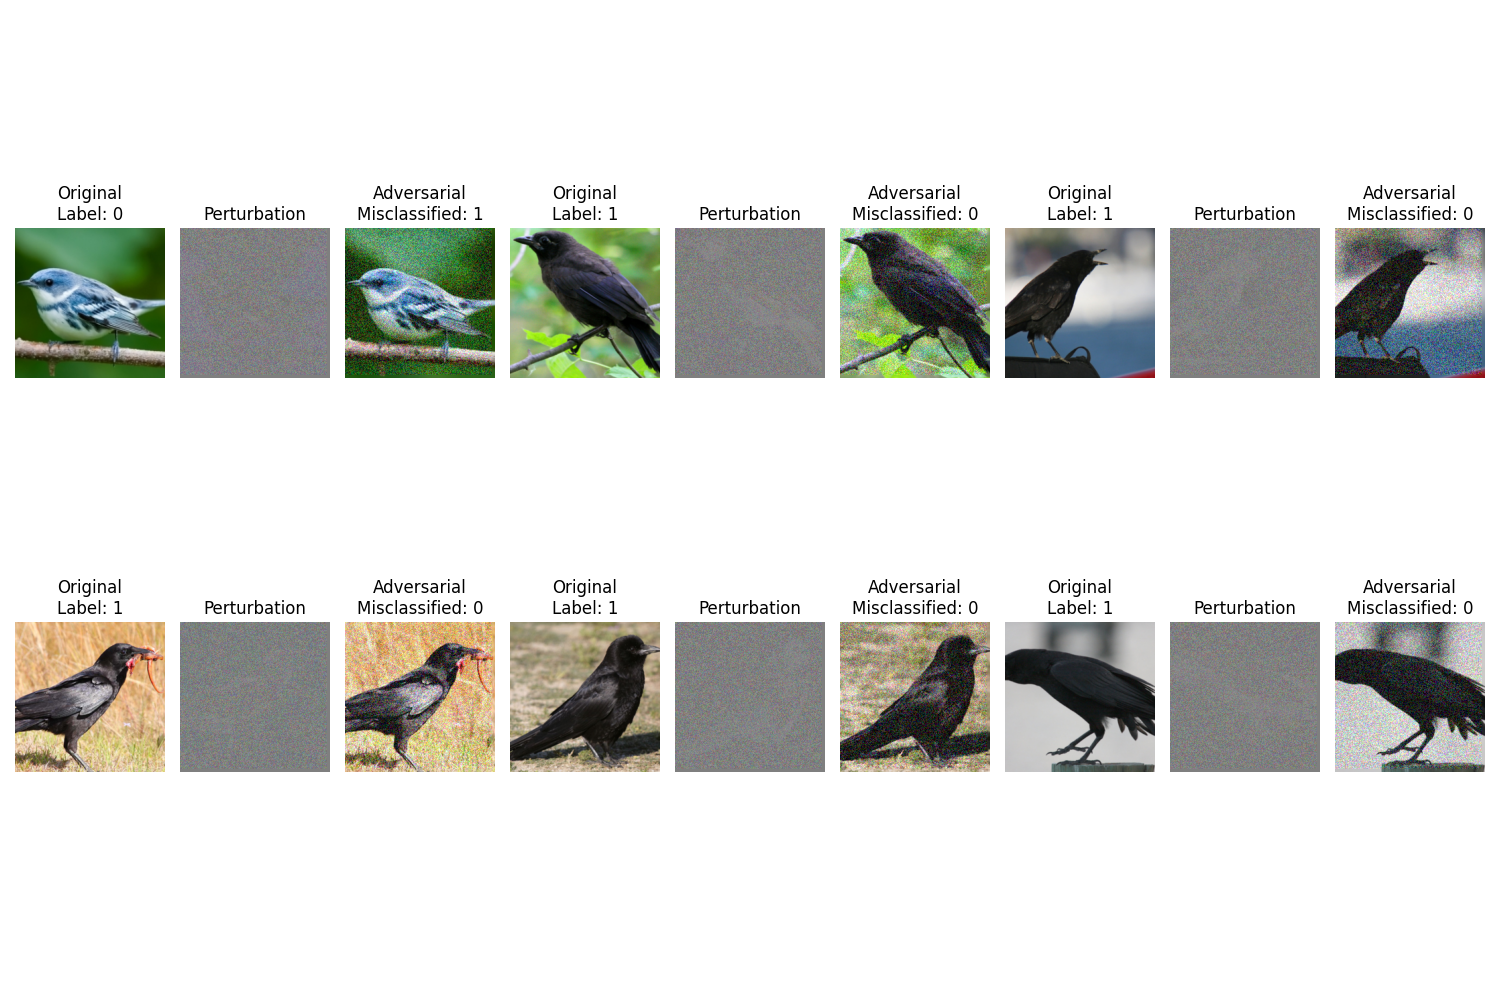 Original
Label: 0
Perturbation
Adversarial
Misclassified: 1
Original
Label: 1
Perturbation
Adversarial
Misclassified: 0
Original
Label: 1
Perturbation
Adversarial
Misclassified: 0
Original
Label: 1
Perturbation
Adversarial
Misclassified: 0
Original
Label: 1
Perturbation
Adversarial
Misclassified: 0
Original
Label: 1
Perturbation
Adversarial
Misclassified: 0